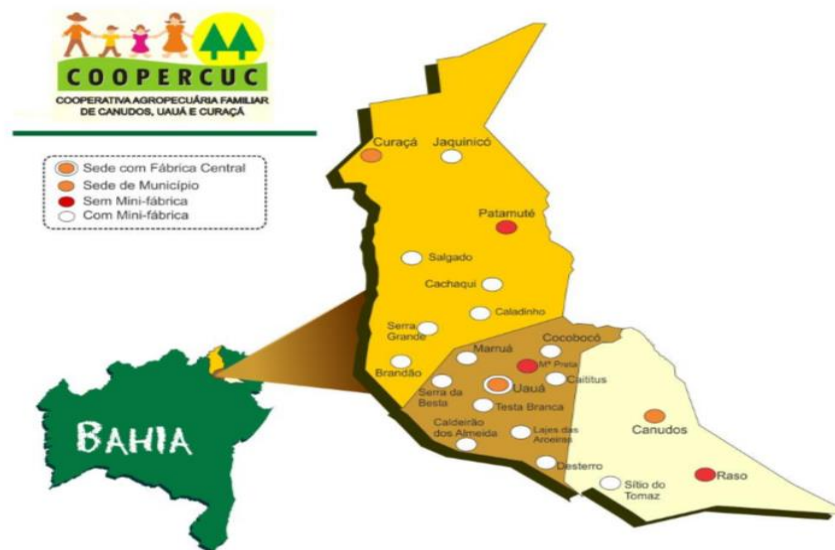 COOPERCUC
COOPERATIVA AGROPECUÁRIA FAMILIAR
DE CANUDOS, UAUÁ E CURAÇÁ
Sede com Fábrica Central
Sede de Município
Sem Mini-fábrica
Com Mini-fábrica
BAHIA
Curaçá
Jaquinicó
Patamuté
Salgado
Cachaqui
Caladinho
Serra
Grande
Brandão
Marruá
Cocobocó
Mª Preta
Serra da
Besta
Uauá
Caititus
Testa Branca
Caldeirão
dos Almeida
Lajes das
Aroeiras
Desterro
Canudos
Sítio do
Tomaz
Raso